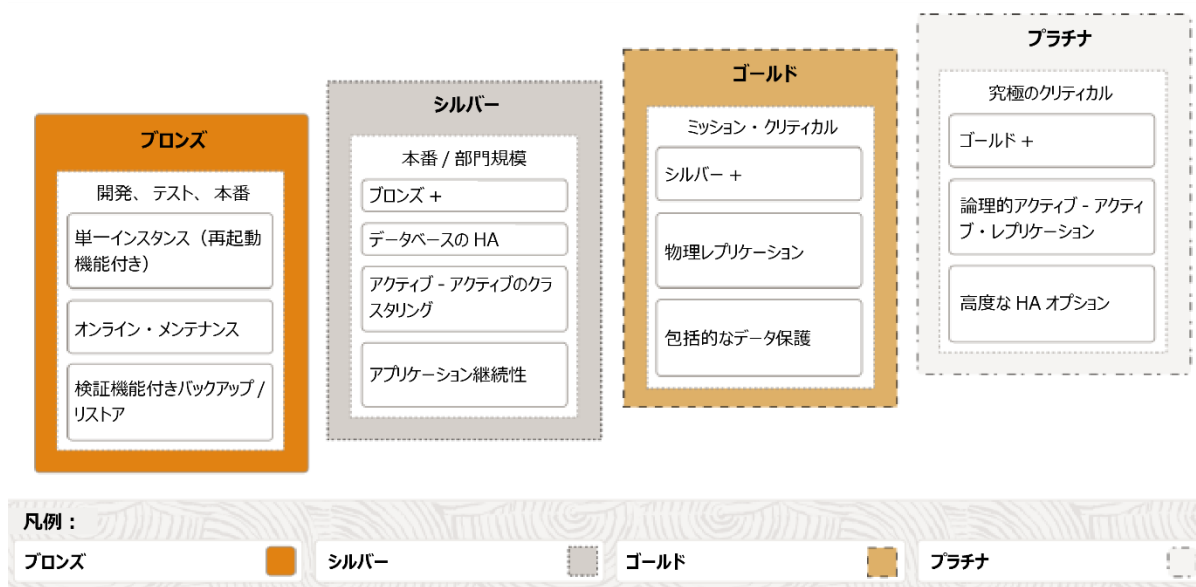 ブロンズ
開発、テスト、本番
単一インスタンス（再起動
機能付き）
オンライン・メンテナンス
検証機能付きバックアップ /
リストア
シルバー
本番 / 部門規模
ブロンズ +
データベースの HA
アクティブ - アクティブのクラ
スタリング
アプリケーション継続性
ゴールド
ミッション・クリティカル
シルバー +
物理レプリケーション
包括的なデータ保護
プラチナ
究極のクリティカル
ゴールド +
論理的アクティブ - アクティ
ブ・レプリケーション
高度な HA オプション
凡例：
ブロンズ
シルバー
ゴールド
プラチナ